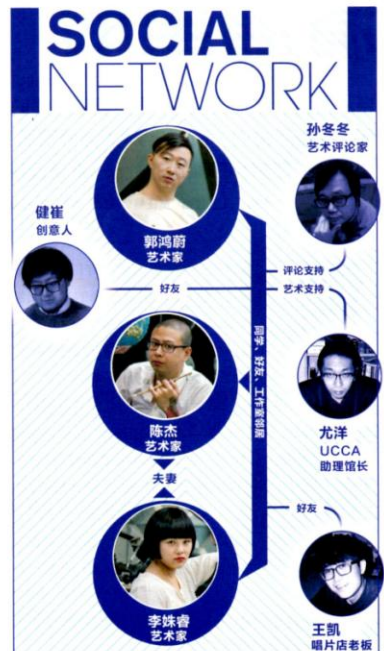 SOCIAL
NETWORK
孙冬冬
艺术评论家
郭鸿蔚
艺术家
健崔
创意人
评论支持
好友
艺术支持
同学、好友、工作室邻居
陈杰
艺术家
尤洋
UCCA
助理馆长
夫妻
好友
李姝睿
艺术家
王凯
唱片店老板